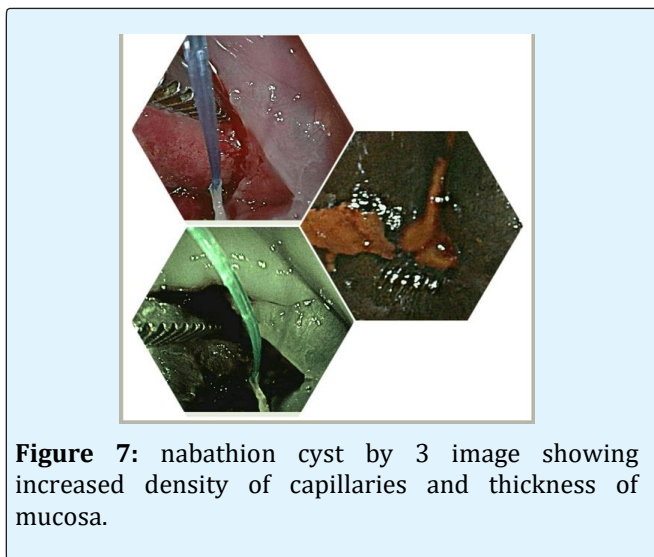 Figure 7: nabathion cyst by 3 image showing
increased density of capillaries and thickness of
mucosa.